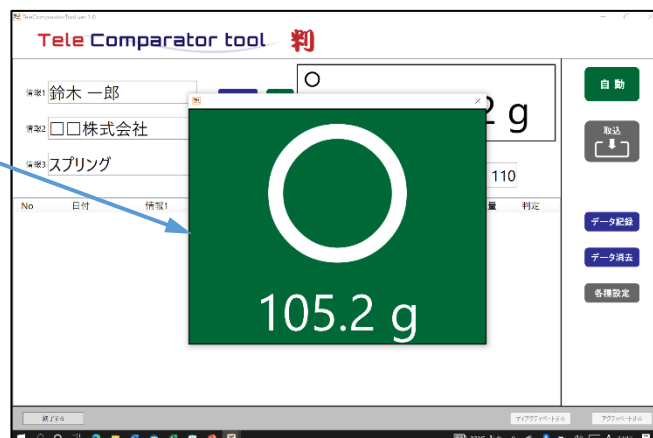 TeleComparatorTool ver 1.0
Tele Comparator tool 判
情報1 鈴木 一郎
情報2 □□株式会社
情報3 スプリング
g
110
No 日付 情報1 判定
105.2 g
自動
取込
データ記録
データ消去
各種設定
終了する
ディアクティベートする アクティベートする